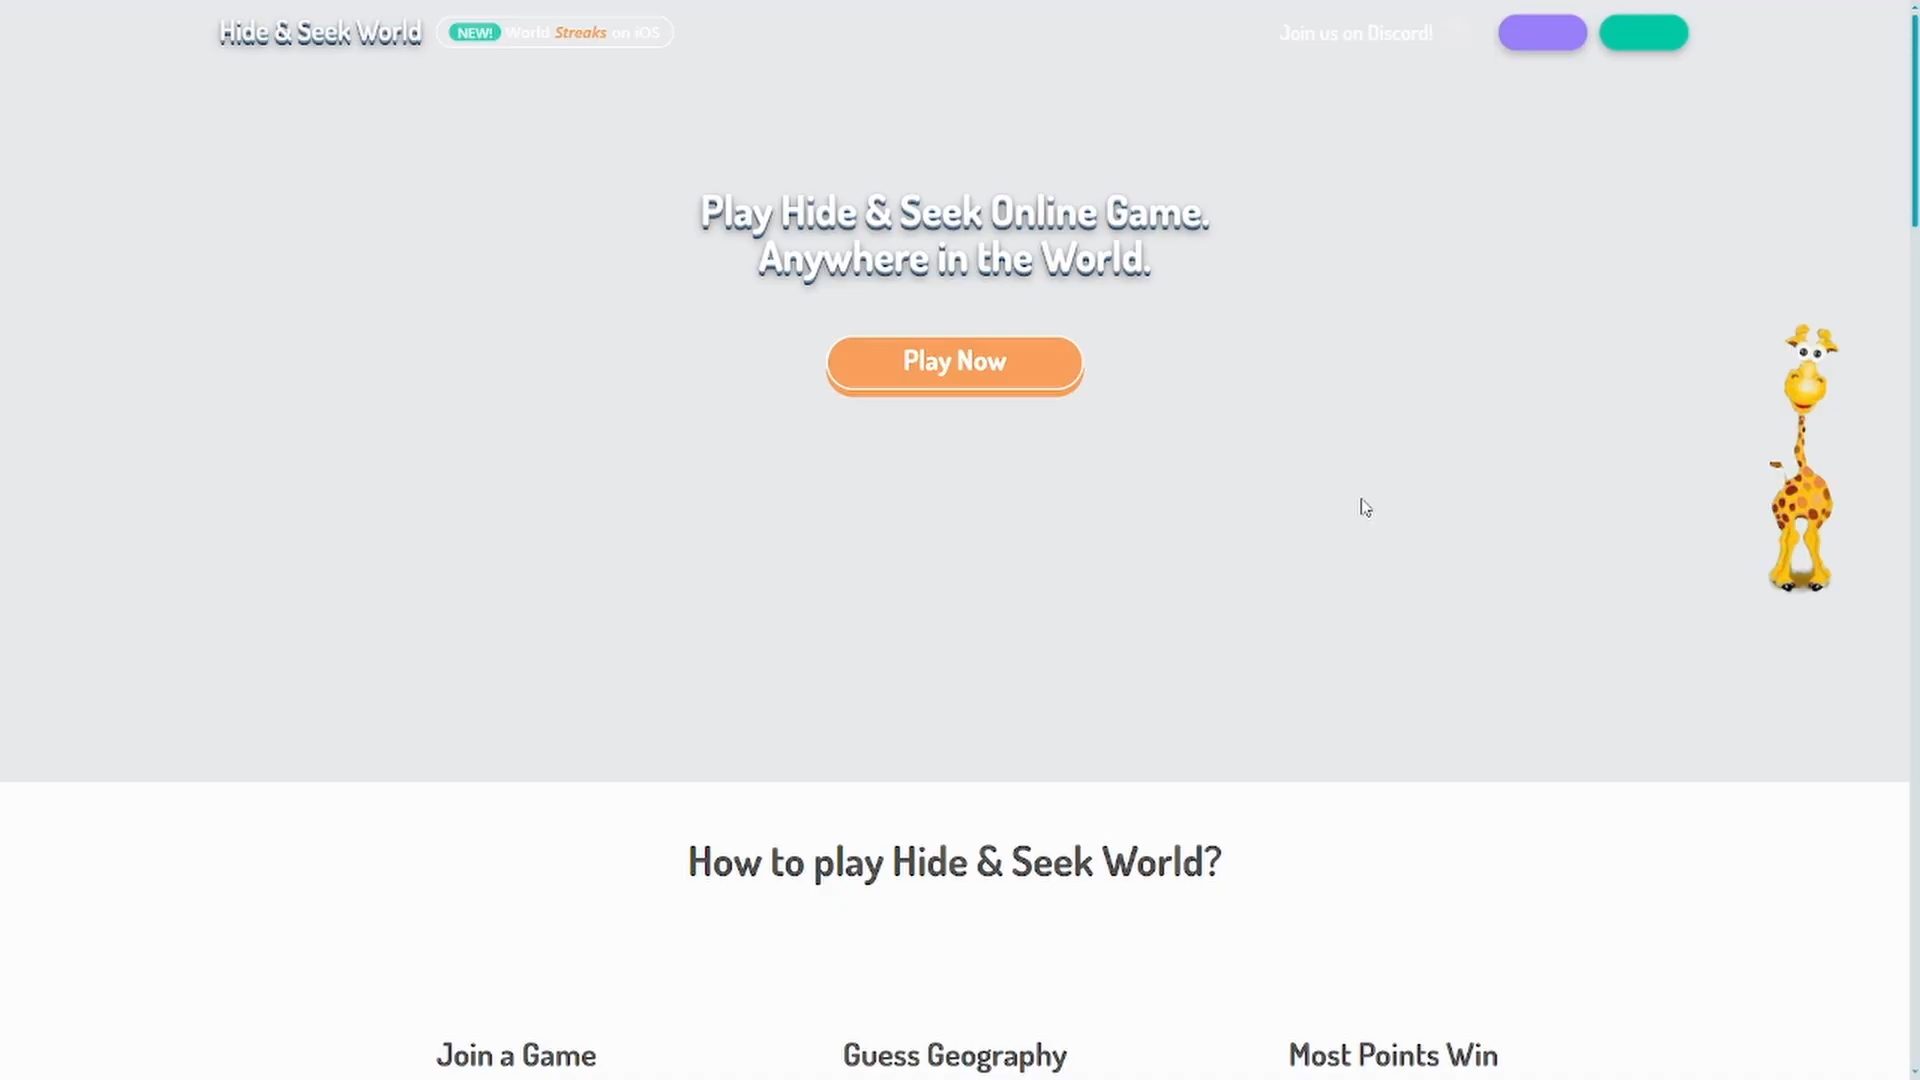 Hide & Seek World
NEW! World Streaks on iOS
Join us on Discord!
Play Hide & Seek Online Game.
Anywhere in the World.
Play Now
How to play Hide & Seek World?
Join a Game
Guess Geography
Most Points Win